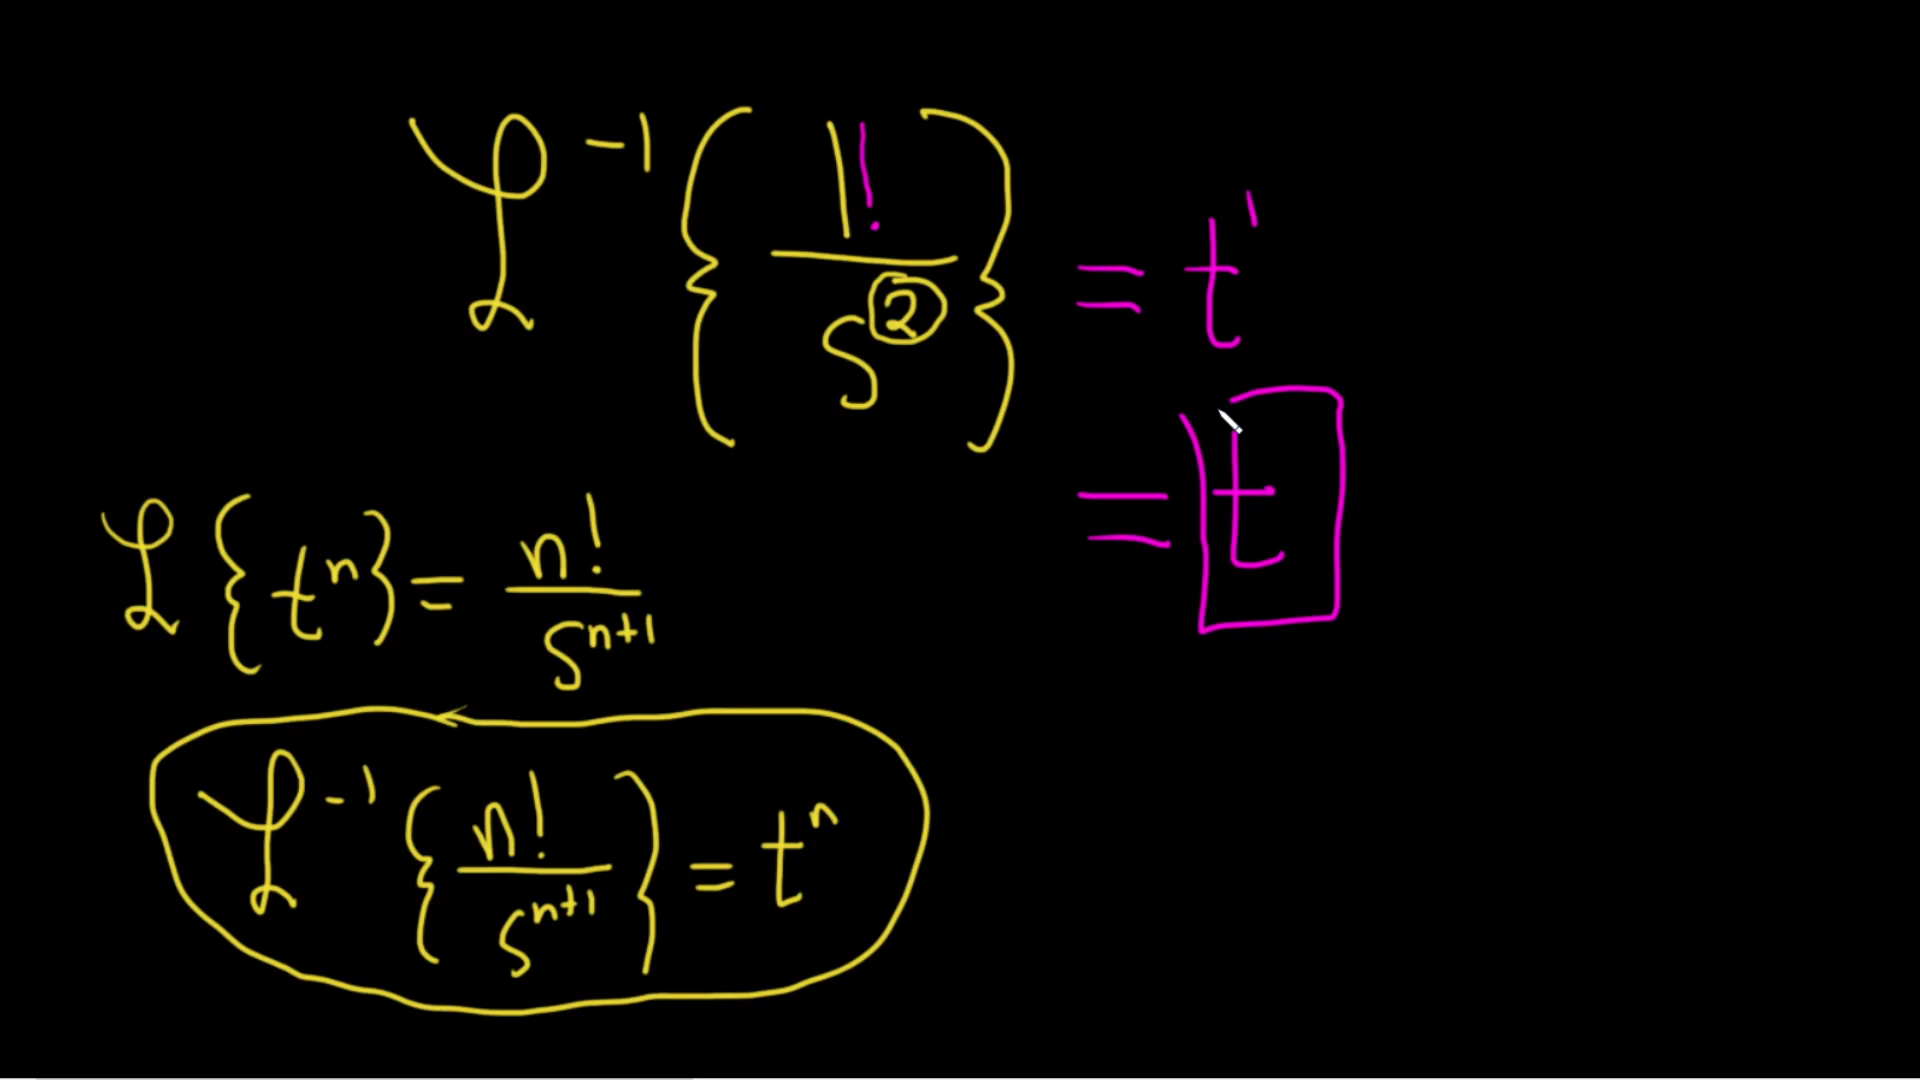 ℒ⁻¹{1!/s²} = t¹
= t
ℒ{tⁿ} = n!/sⁿ⁺¹
ℒ⁻¹{n!/sⁿ⁺¹} = tⁿ